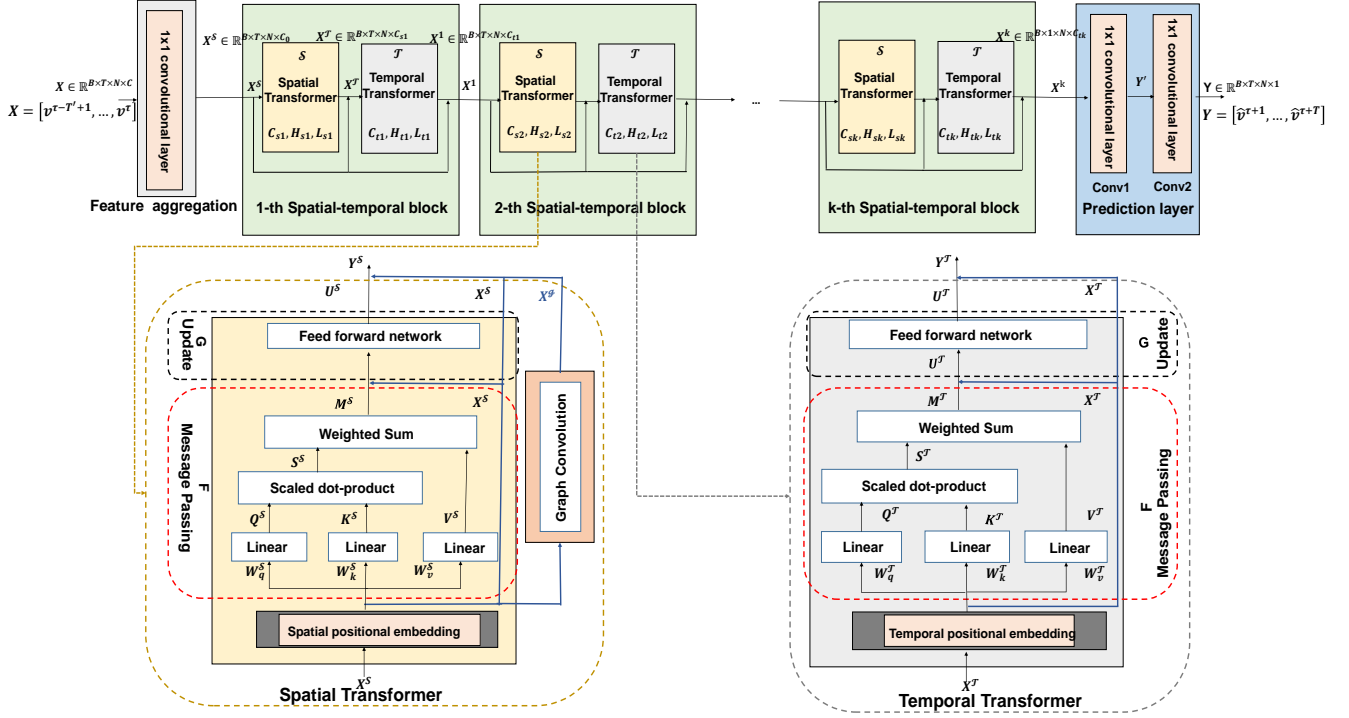 X ∈ ℝ^{B×T×N×C}
X = [v^{τ−T′+1}, …, v^τ]
1x1 convolutional layer
Feature aggregation
X^𝒮 ∈ ℝ^{B×T×N×C_0}
X^𝒯 ∈ ℝ^{B×T×N×C_{s1}}
X^1 ∈ ℝ^{B×T×N×C_{t1}}
X^𝒮
𝒮
Spatial
Transformer
C_{s1}, H_{s1}, L_{s1}
X^𝒯
𝒯
Temporal
Transformer
C_{t1}, H_{t1}, L_{t1}
X^1
1-th Spatial-temporal block
𝒮
Spatial
Transformer
C_{s2}, H_{s2}, L_{s2}
𝒯
Temporal
Transformer
C_{t2}, H_{t2}, L_{t2}
2-th Spatial-temporal block
...
𝒮
Spatial
Transformer
C_{sk}, H_{sk}, L_{sk}
𝒯
Temporal
Transformer
C_{tk}, H_{tk}, L_{tk}
k-th Spatial-temporal block
X^k ∈ ℝ^{B×1×N×C_{tk}}
X^k
1x1 convolutional layer
Conv1
Y′
1x1 convolutional layer
Conv2
Prediction layer
Y ∈ ℝ^{B×T×N×1}
Y = [v̂^{τ+1}, …, v̂^{τ+T}]
Y^𝒮
U^𝒮
X^𝒮
X^𝒢
G
Update
Feed forward network
M^𝒮
X^𝒮
F
Message Passing
Weighted Sum
S^𝒮
Scaled dot-product
Q^𝒮
K^𝒮
V^𝒮
Linear
Linear
Linear
W_q^𝒮
W_k^𝒮
W_v^𝒮
Graph Convolution
Spatial positional embedding
X^𝒮
Spatial Transformer
Y^𝒯
U^𝒯
X^𝒯
Feed forward network
G
Update
U^𝒯
M^𝒯
X^𝒯
Weighted Sum
S^𝒯
Scaled dot-product
F
Message Passing
Q^𝒯
K^𝒯
V^𝒯
Linear
Linear
Linear
W_q^𝒯
W_k^𝒯
W_v^𝒯
Temporal positional embedding
X^𝒯
Temporal Transformer